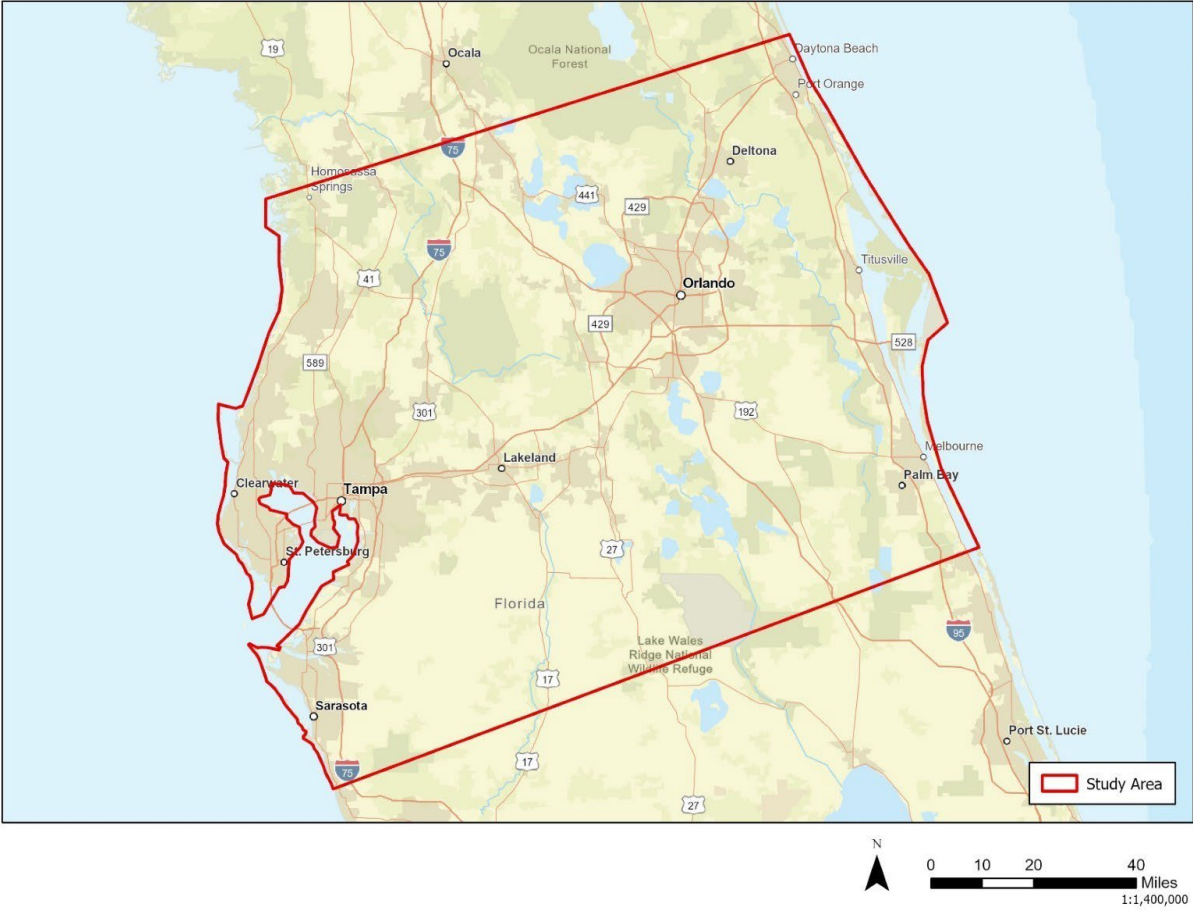 19
Ocala
Ocala National
Forest
Daytona Beach
Port Orange
75
Deltona
Homosassa
Springs
441
429
75
Titusville
41
Orlando
429
528
589
301
192
Melbourne
Lakeland
Palm Bay
Clearwater
Tampa
27
St. Petersburg
Florida
95
Lake Wales
Ridge National
Wildlife Refuge
301
17
Sarasota
Port St. Lucie
75
17
27
Study Area
N
0 10 20 40
Miles
1:1,400,000